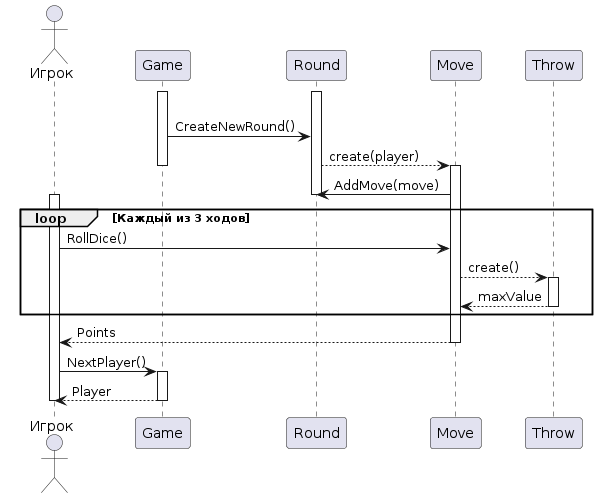 Игрок
Game
Round
Move
Throw
CreateNewRound()
create(player)
AddMove(move)
loop [Каждый из 3 ходов]
RollDice()
create()
maxValue
Points
NextPlayer()
Player
Игрок
Game
Round
Move
Throw